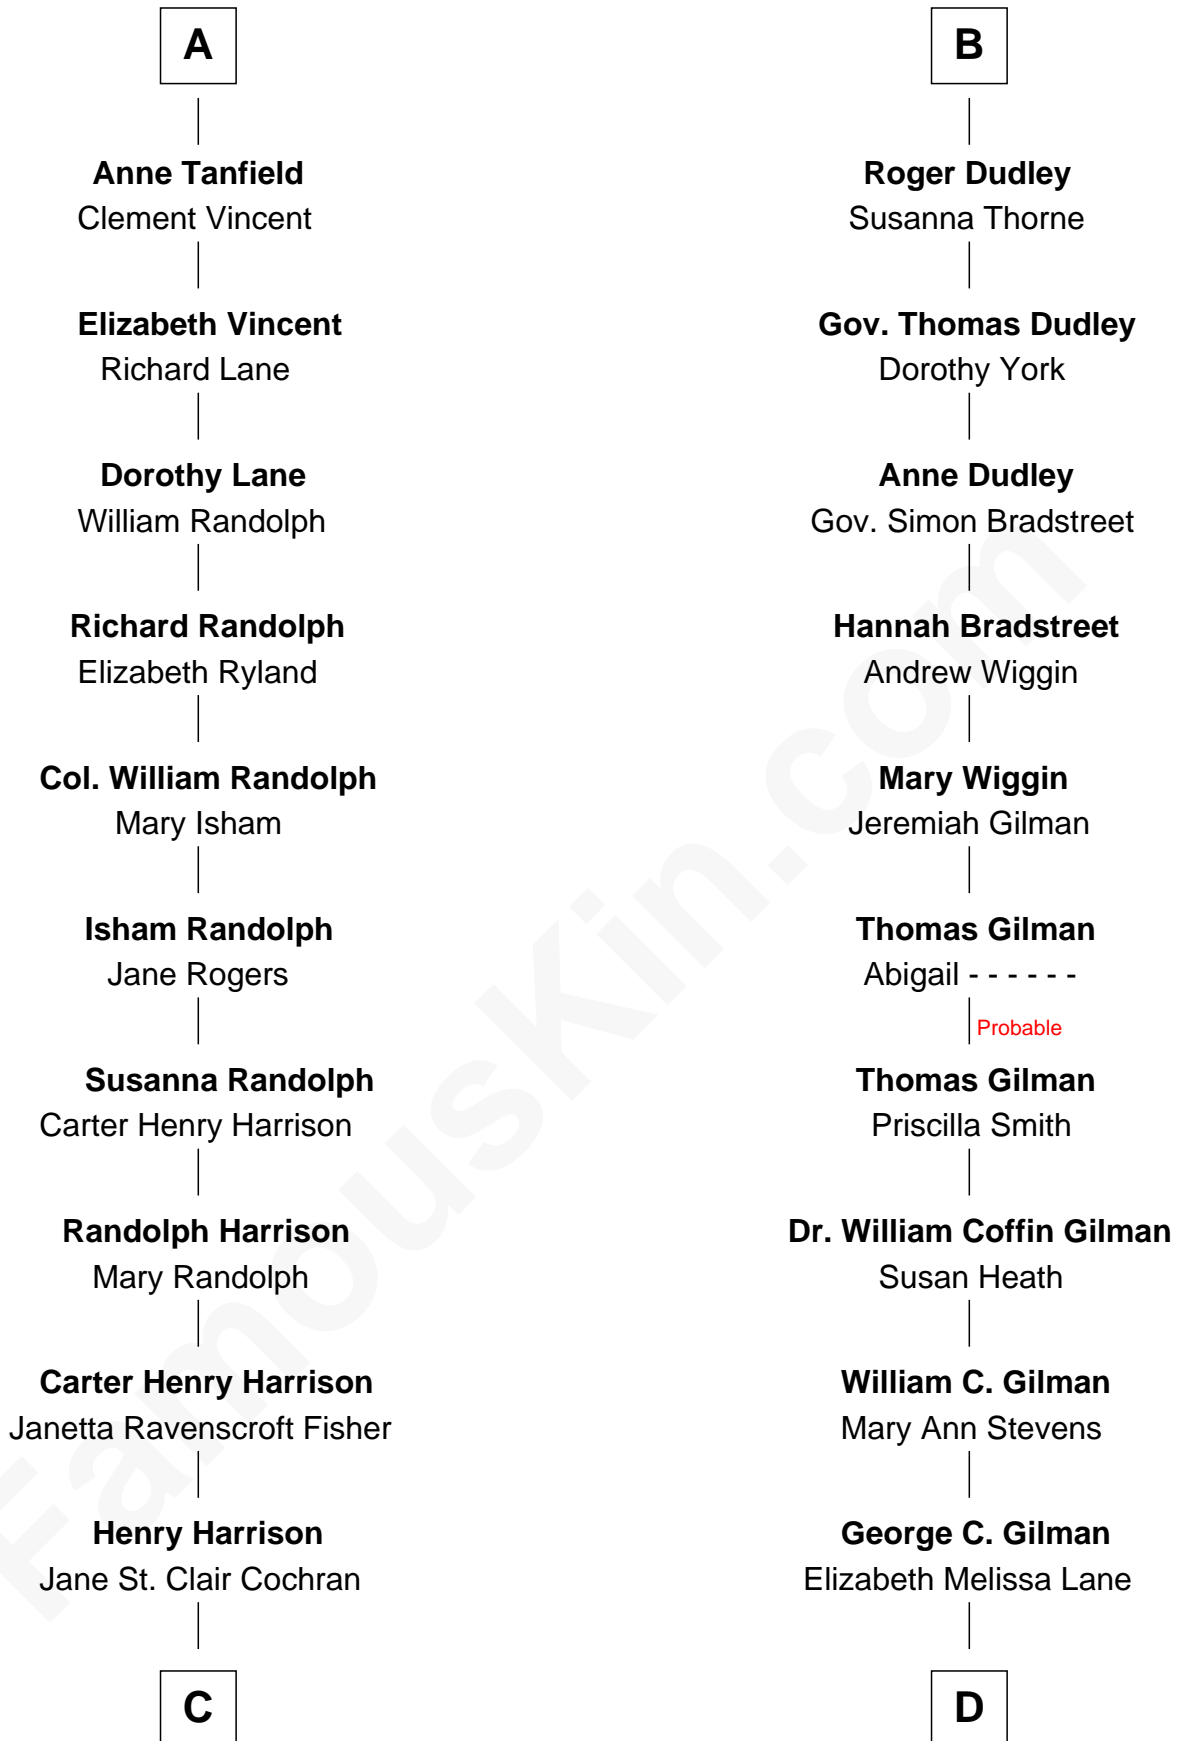 A
Anne Tanfield
Clement Vincent
Elizabeth Vincent
Richard Lane
Dorothy Lane
William Randolph
Richard Randolph
Elizabeth Ryland
Col. William Randolph
Mary Isham
Isham Randolph
Jane Rogers
Susanna Randolph
Carter Henry Harrison
Randolph Harrison
Mary Randolph
Carter Henry Harrison
Janetta Ravenscroft Fisher
Henry Harrison
Jane St. Clair Cochran
C
B
Roger Dudley
Susanna Thorne
Gov. Thomas Dudley
Dorothy York
Anne Dudley
Gov. Simon Bradstreet
Hannah Bradstreet
Andrew Wiggin
Mary Wiggin
Jeremiah Gilman
Thomas Gilman
Abigail - - - - - -
Probable
Thomas Gilman
Priscilla Smith
Dr. William Coffin Gilman
Susan Heath
William C. Gilman
Mary Ann Stevens
George C. Gilman
Elizabeth Melissa Lane
D
FamousKin.com